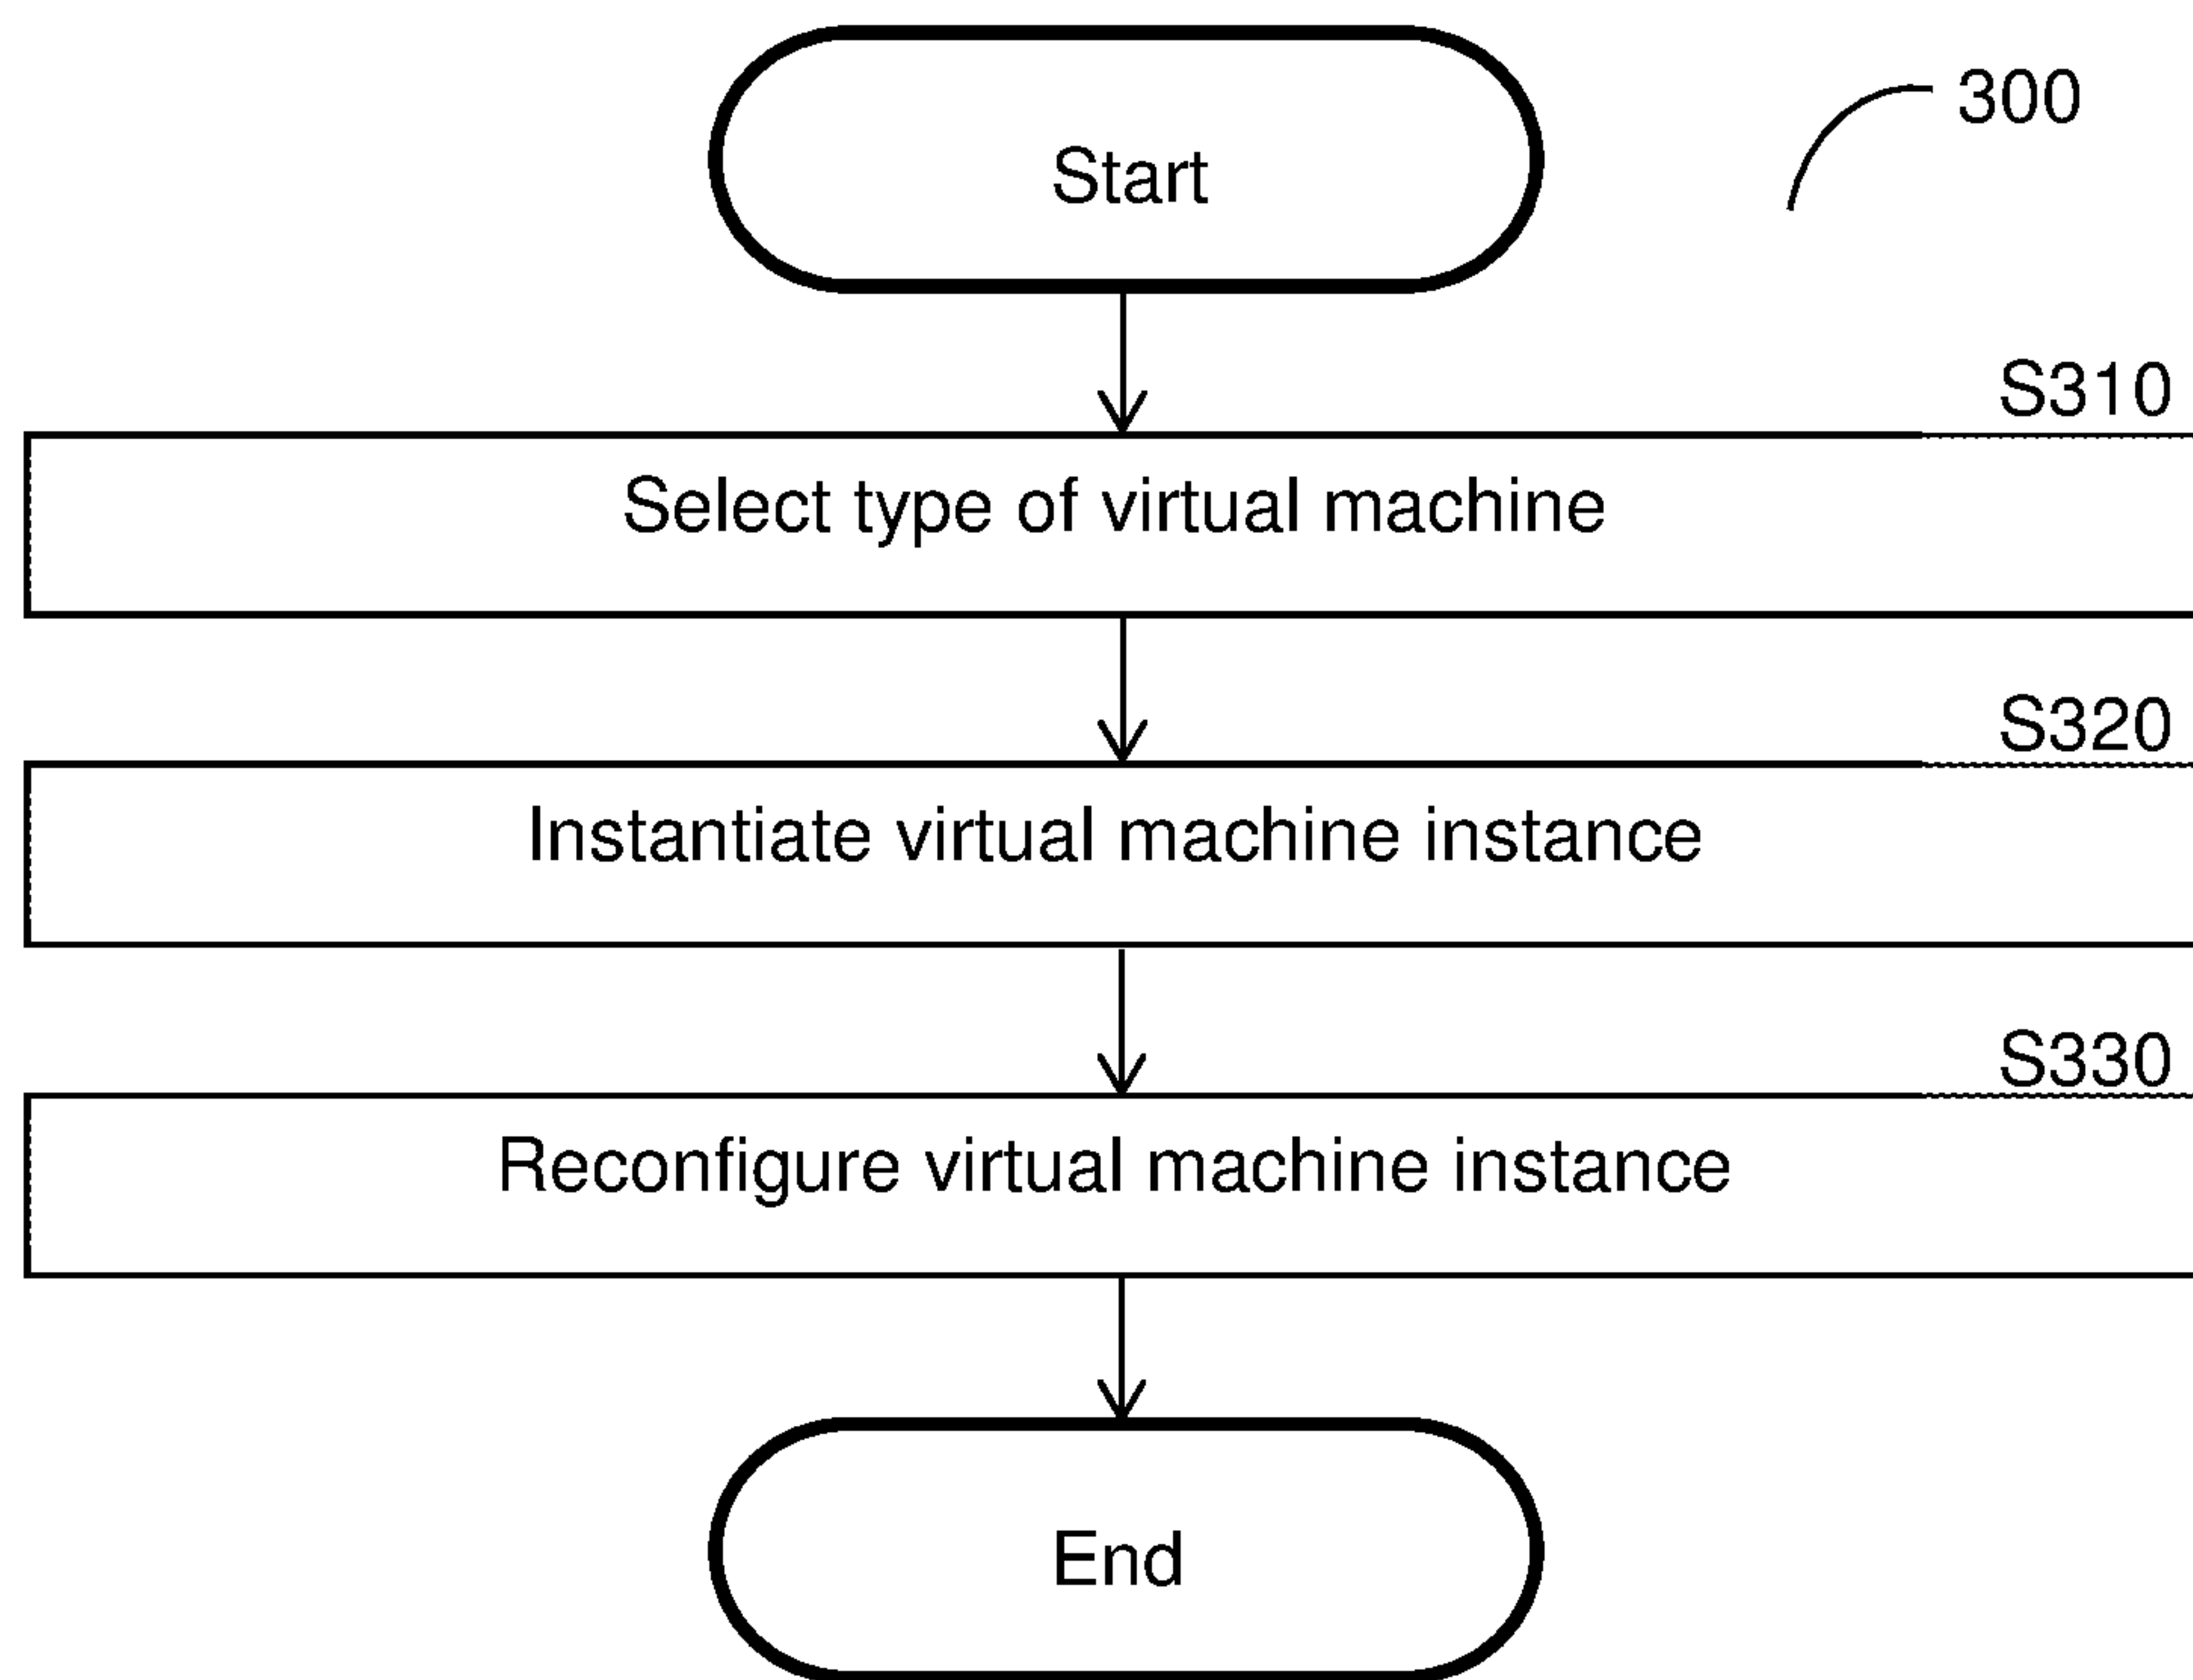 Start
300
S310
Select type of virtual machine
S320
Instantiate virtual machine instance
S330
Reconfigure virtual machine instance
End